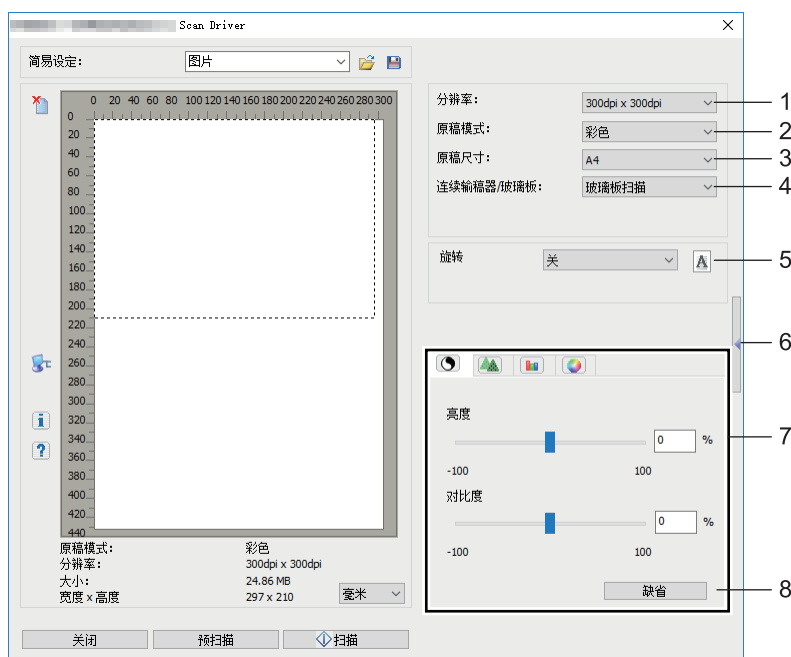 Scan Driver
简易设定：
图片
0 20 40 60 80 100 120 140 160 180 200 220 240 260 280 300
0
20
40
60
80
100
120
140
160
180
200
220
240
260
280
300
320
340
360
380
400
420
440
原稿模式：
彩色
分辨率：
300dpi x 300dpi
大小：
24.86 MB
宽度 x 高度
297 x 210
毫米
关闭
预扫描
扫描
分辨率：
300dpi x 300dpi
1
原稿模式：
彩色
2
原稿尺寸：
A4
3
连续输稿器/玻璃板：
玻璃板扫描
4
旋转
关
A
5
6
亮度
0 %
-100 100
7
对比度
0 %
-100 100
缺省
8